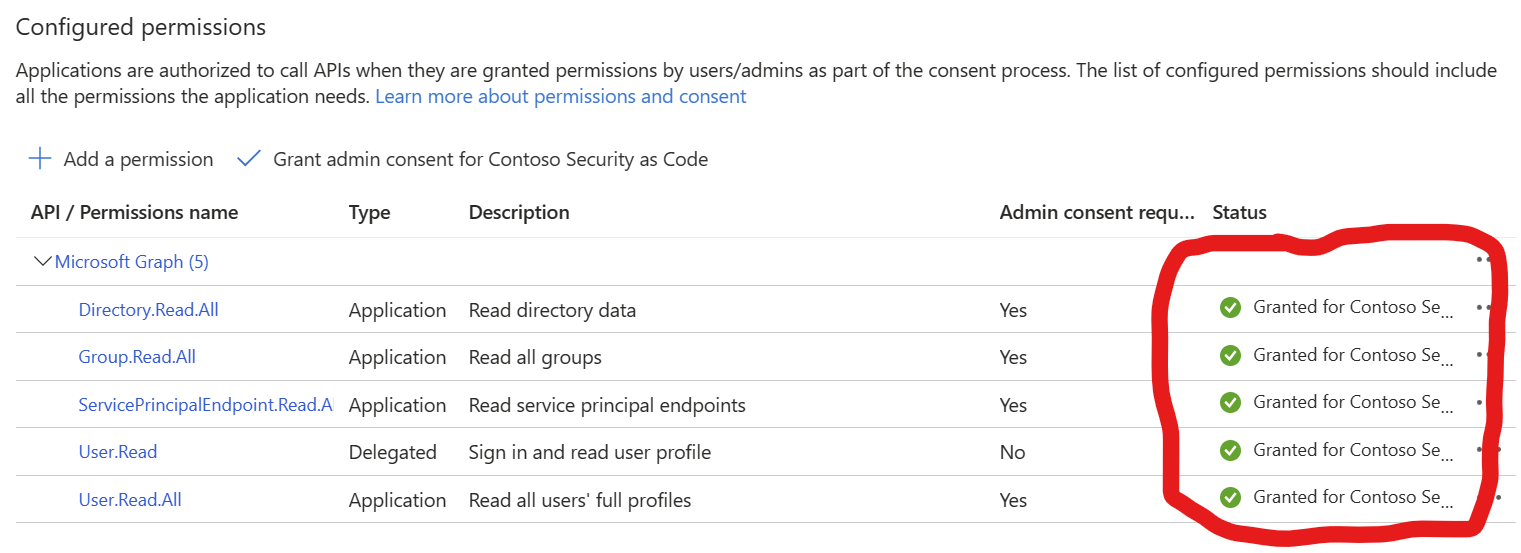 Configured permissions
Applications are authorized to call APIs when they are granted permissions by users/admins as part of the consent process. The list of configured permissions should include
all the permissions the application needs. Learn more about permissions and consent
Add a permission Grant admin consent for Contoso Security as Code
API / Permissions name Type Description Admin consent requ... Status
Microsoft Graph (5)
Directory.Read.All Application Read directory data Yes Granted for Contoso Se...
Group.Read.All Application Read all groups Yes Granted for Contoso Se...
ServicePrincipalEndpoint.Read.A Application Read service principal endpoints Yes Granted for Contoso Se...
User.Read Delegated Sign in and read user profile No Granted for Contoso Se...
User.Read.All Application Read all users' full profiles Yes Granted for Contoso Se...